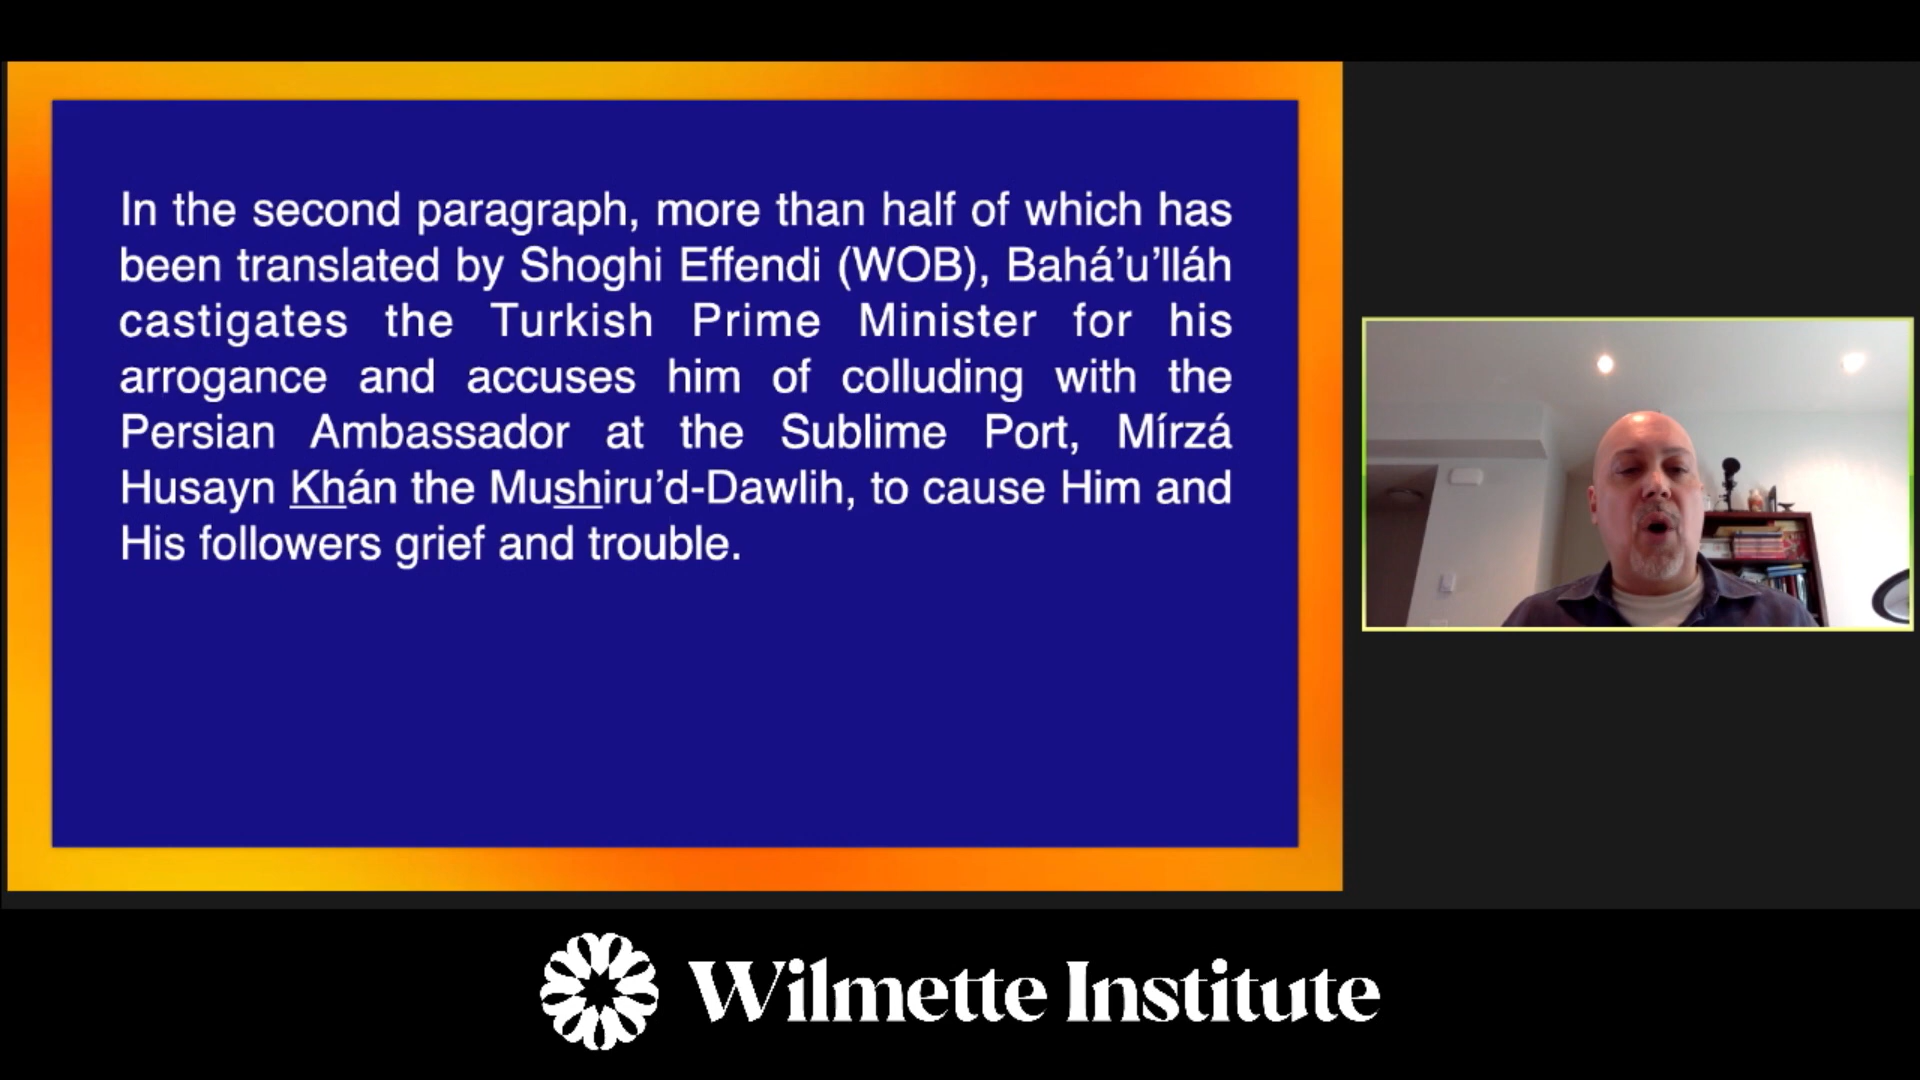 In the second paragraph, more than half of which has
been translated by Shoghi Effendi (WOB), Bahá’u’lláh
castigates the Turkish Prime Minister for his
arrogance and accuses him of colluding with the
Persian Ambassador at the Sublime Port, Mírzá
Husayn Khán the Mushiru’d-Dawlih, to cause Him and
His followers grief and trouble.
Wilmette Institute